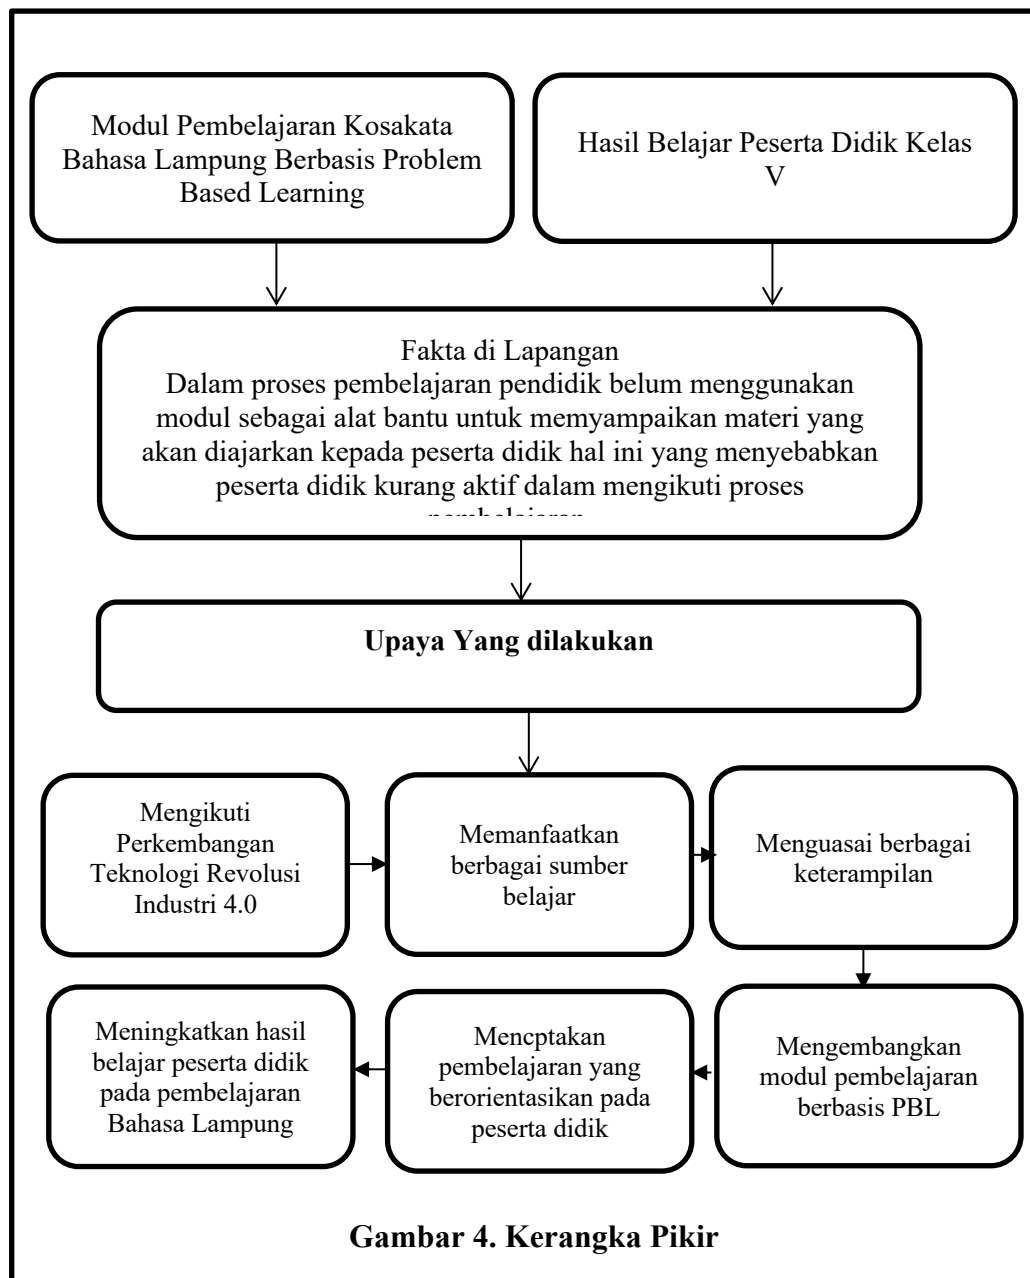 Modul Pembelajaran Kosakata
Bahasa Lampung Berbasis Problem
Based Learning
Hasil Belajar Peserta Didik Kelas
V
Fakta di Lapangan
Dalam proses pembelajaran pendidik belum menggunakan
modul sebagai alat bantu untuk memyampaikan materi yang
akan diajarkan kepada peserta didik hal ini yang menyebabkan
peserta didik kurang aktif dalam mengikuti proses
Upaya Yang dilakukan
Mengikuti
Perkembangan
Teknologi Revolusi
Industri 4.0
Memanfaatkan
berbagai sumber
belajar
Menguasai berbagai
keterampilan
Meningkatkan hasil
belajar peserta didik
pada pembelajaran
Bahasa Lampung
Mencptakan
pembelajaran yang
berorientasikan pada
peserta didik
Mengembangkan
modul pembelajaran
berbasis PBL
Gambar 4. Kerangka Pikir